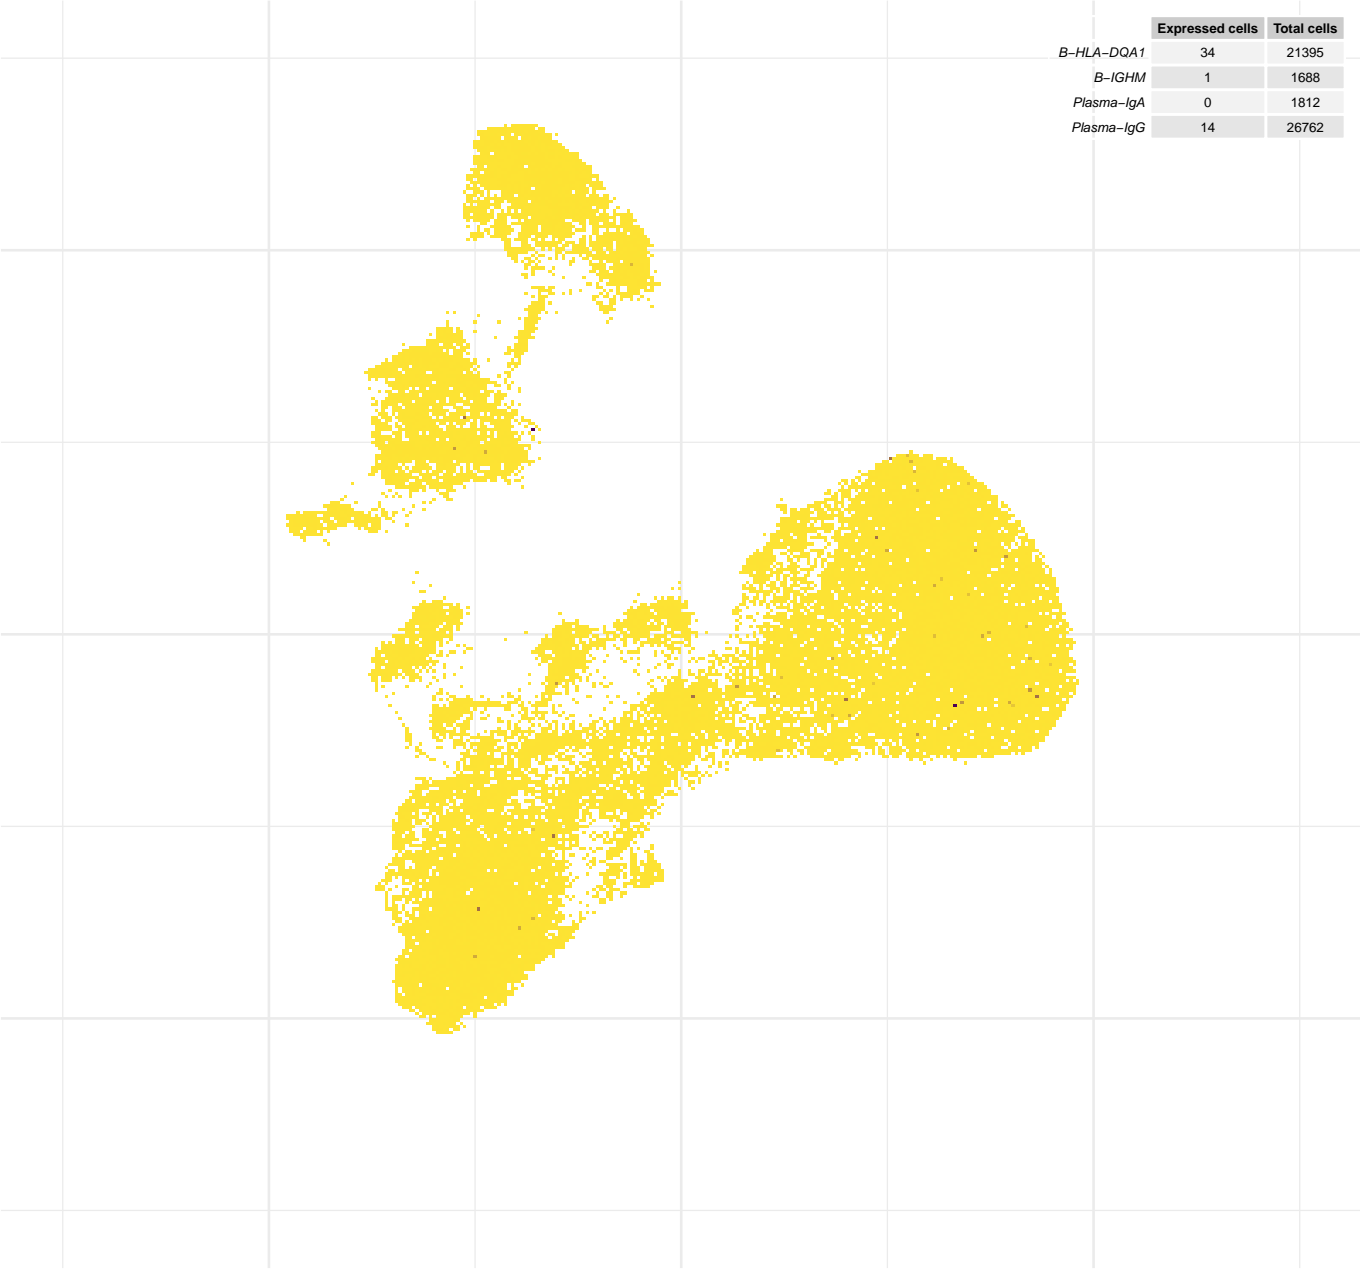 Expressed cells Total cells
B−HLA−DQA1 34 21395
B−IGHM 1 1688
Plasma−IgA 0 1812
Plasma−IgG 14 26762